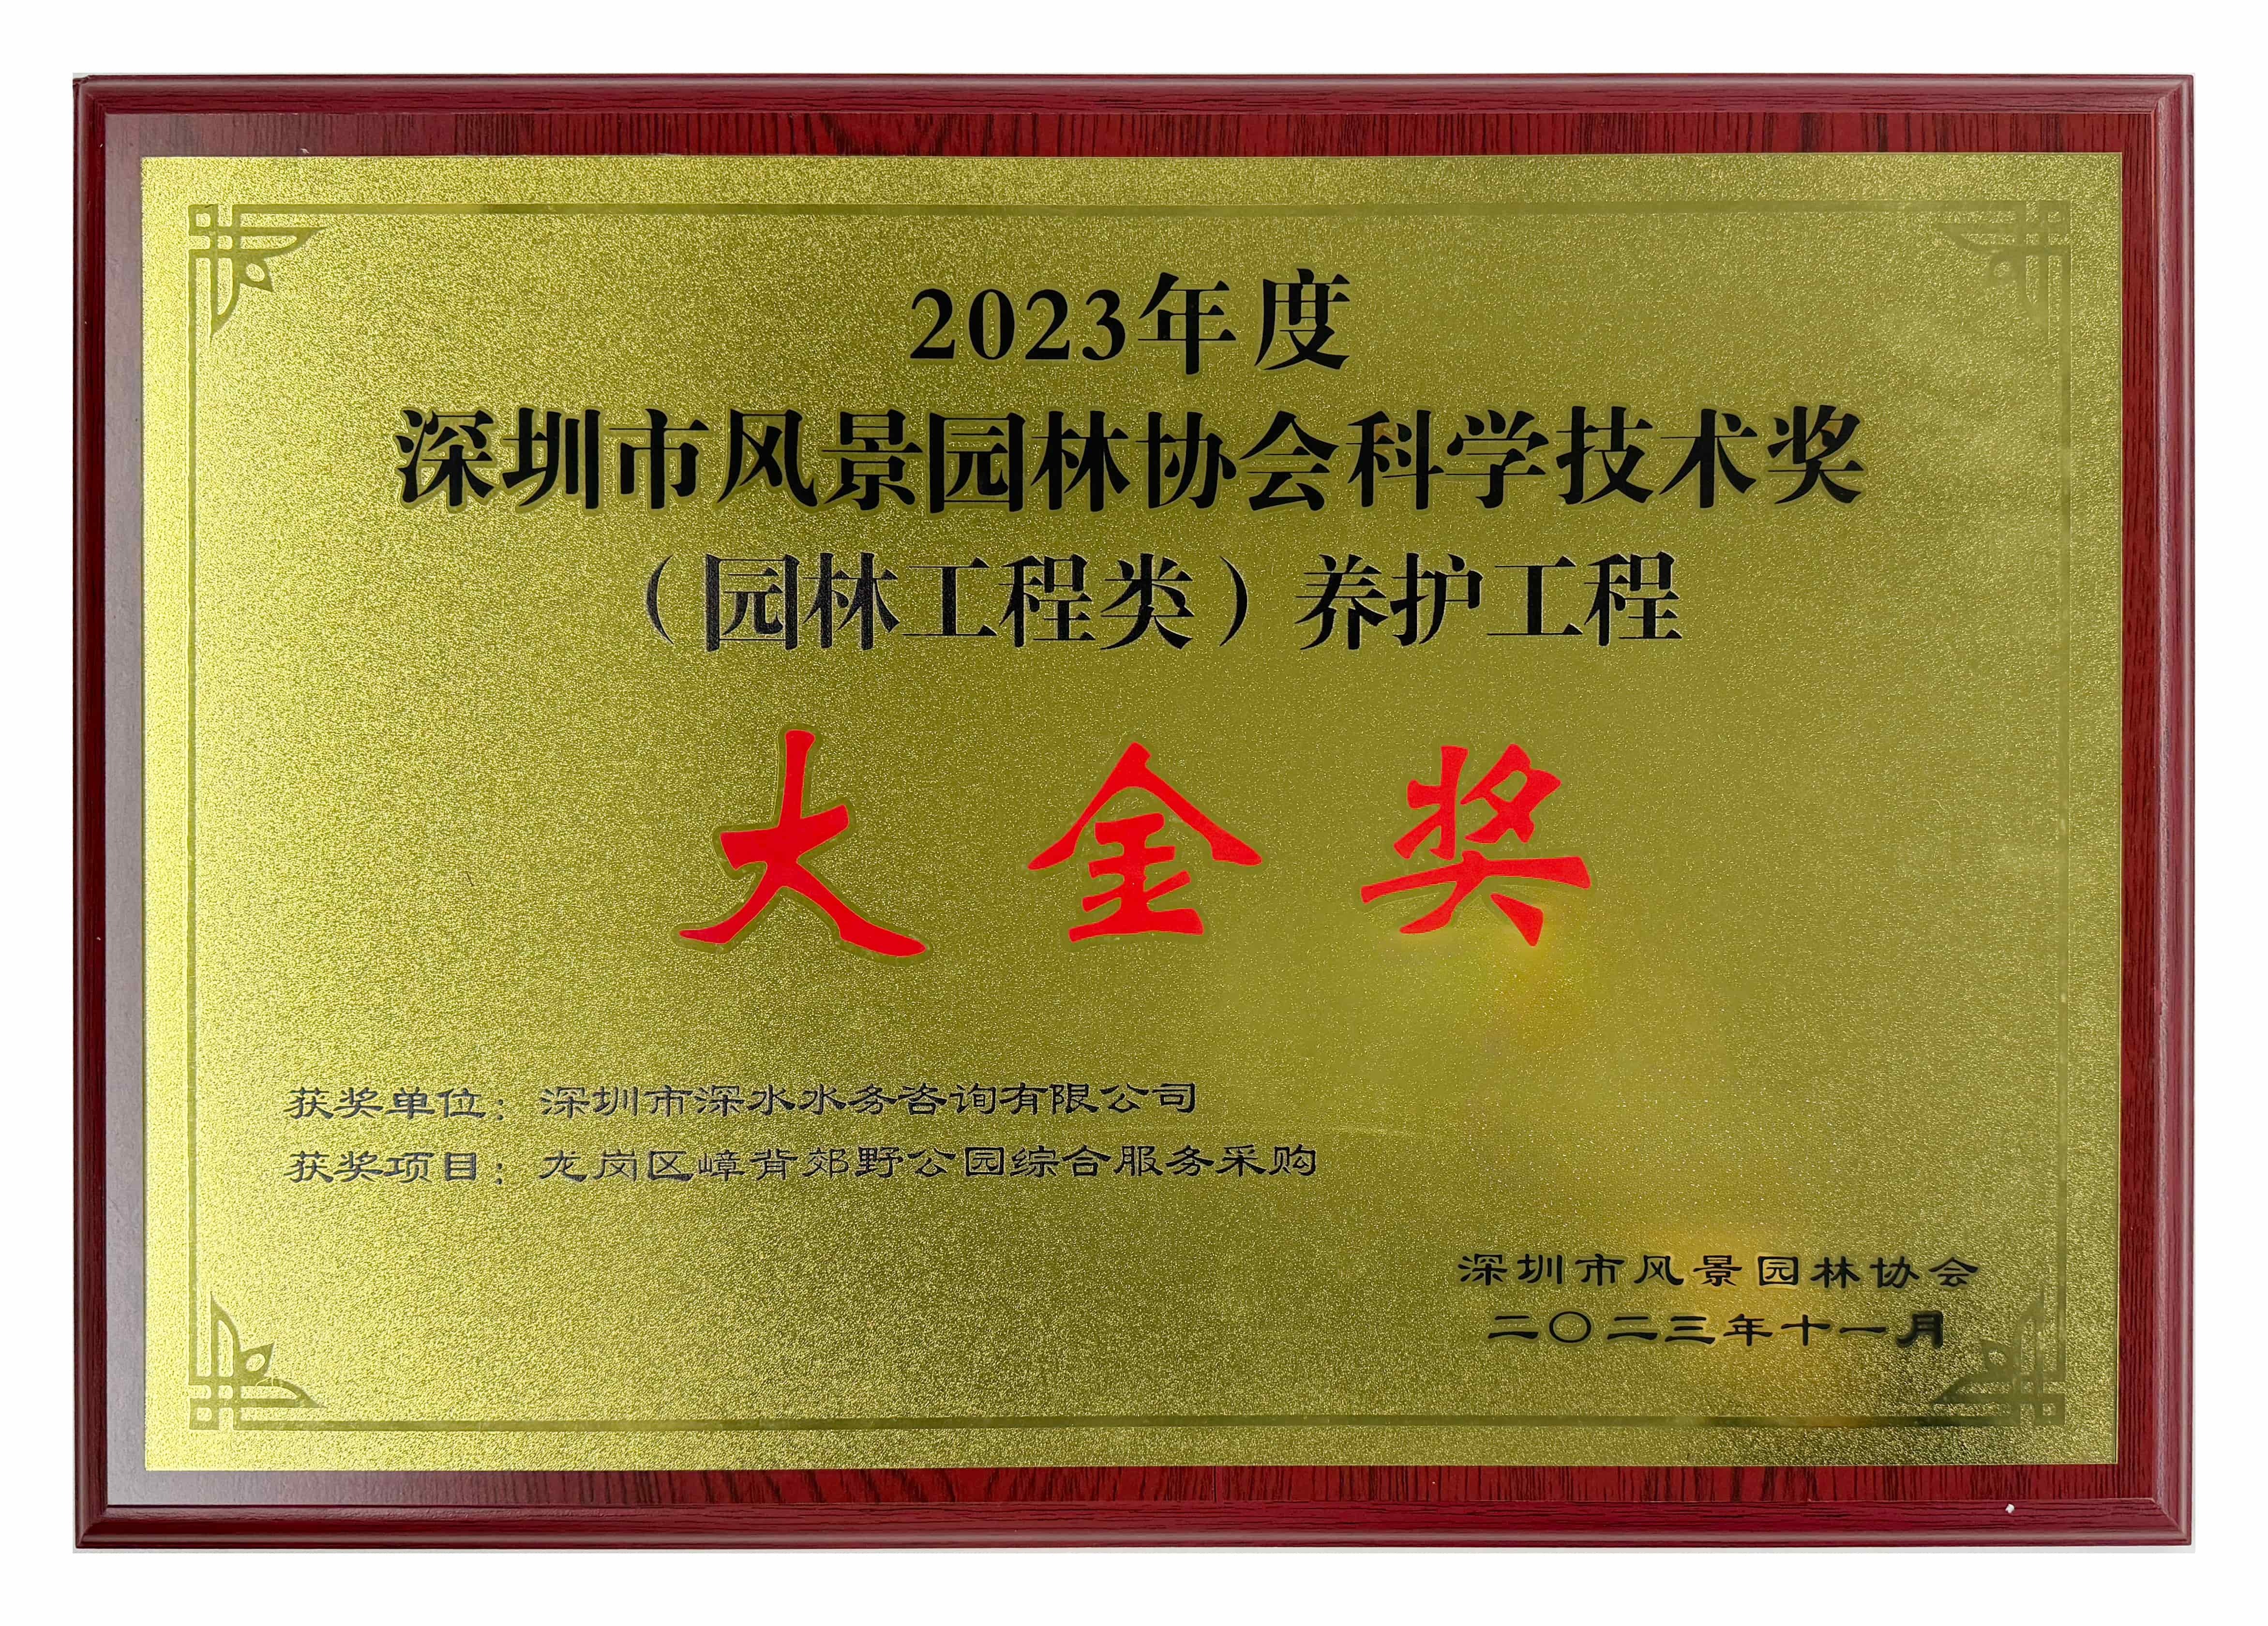 2023年度
深圳市风景园林协会科学技术奖
（园林工程类）养护工程
大金奖
获奖单位：深圳市深水水务咨询有限公司
获奖项目：龙岗区嶂背郊野公园综合服务采购
深圳市风景园林协会
二〇二三年十一月